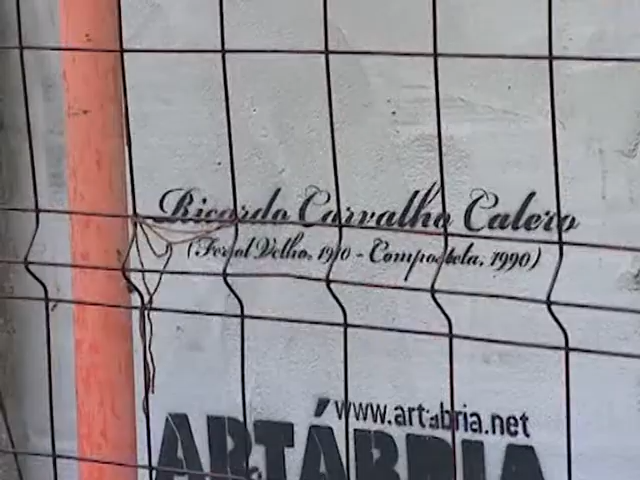 Ricardo Carvalho Calero
(Ferrol Velho, 1910 - Compostela, 1990)
www.artabria.net
ARTÁBRIA